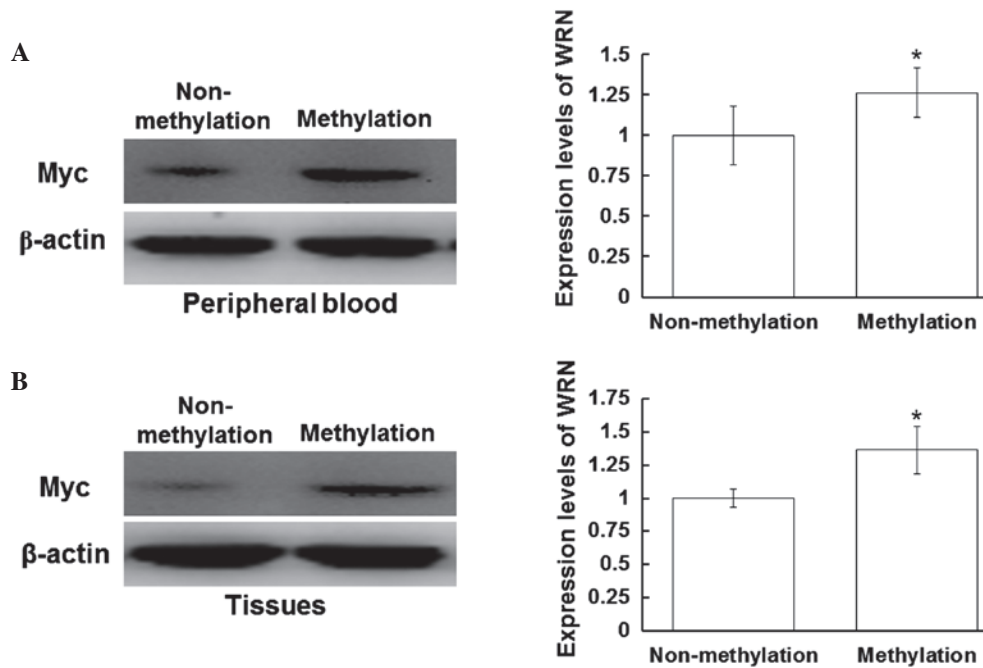 A
Non-
methylation Methylation
Myc
β-actin
Peripheral blood
Expression levels of WRN
1.5
*
1.25
1
0.75
0.5
0.25
0
Non-methylation Methylation
B
Non-
methylation Methylation
Myc
β-actin
Tissues
Expression levels of WRN
1.75
1.5
*
1.25
1
0.75
0.5
0.25
0
Non-methylation Methylation